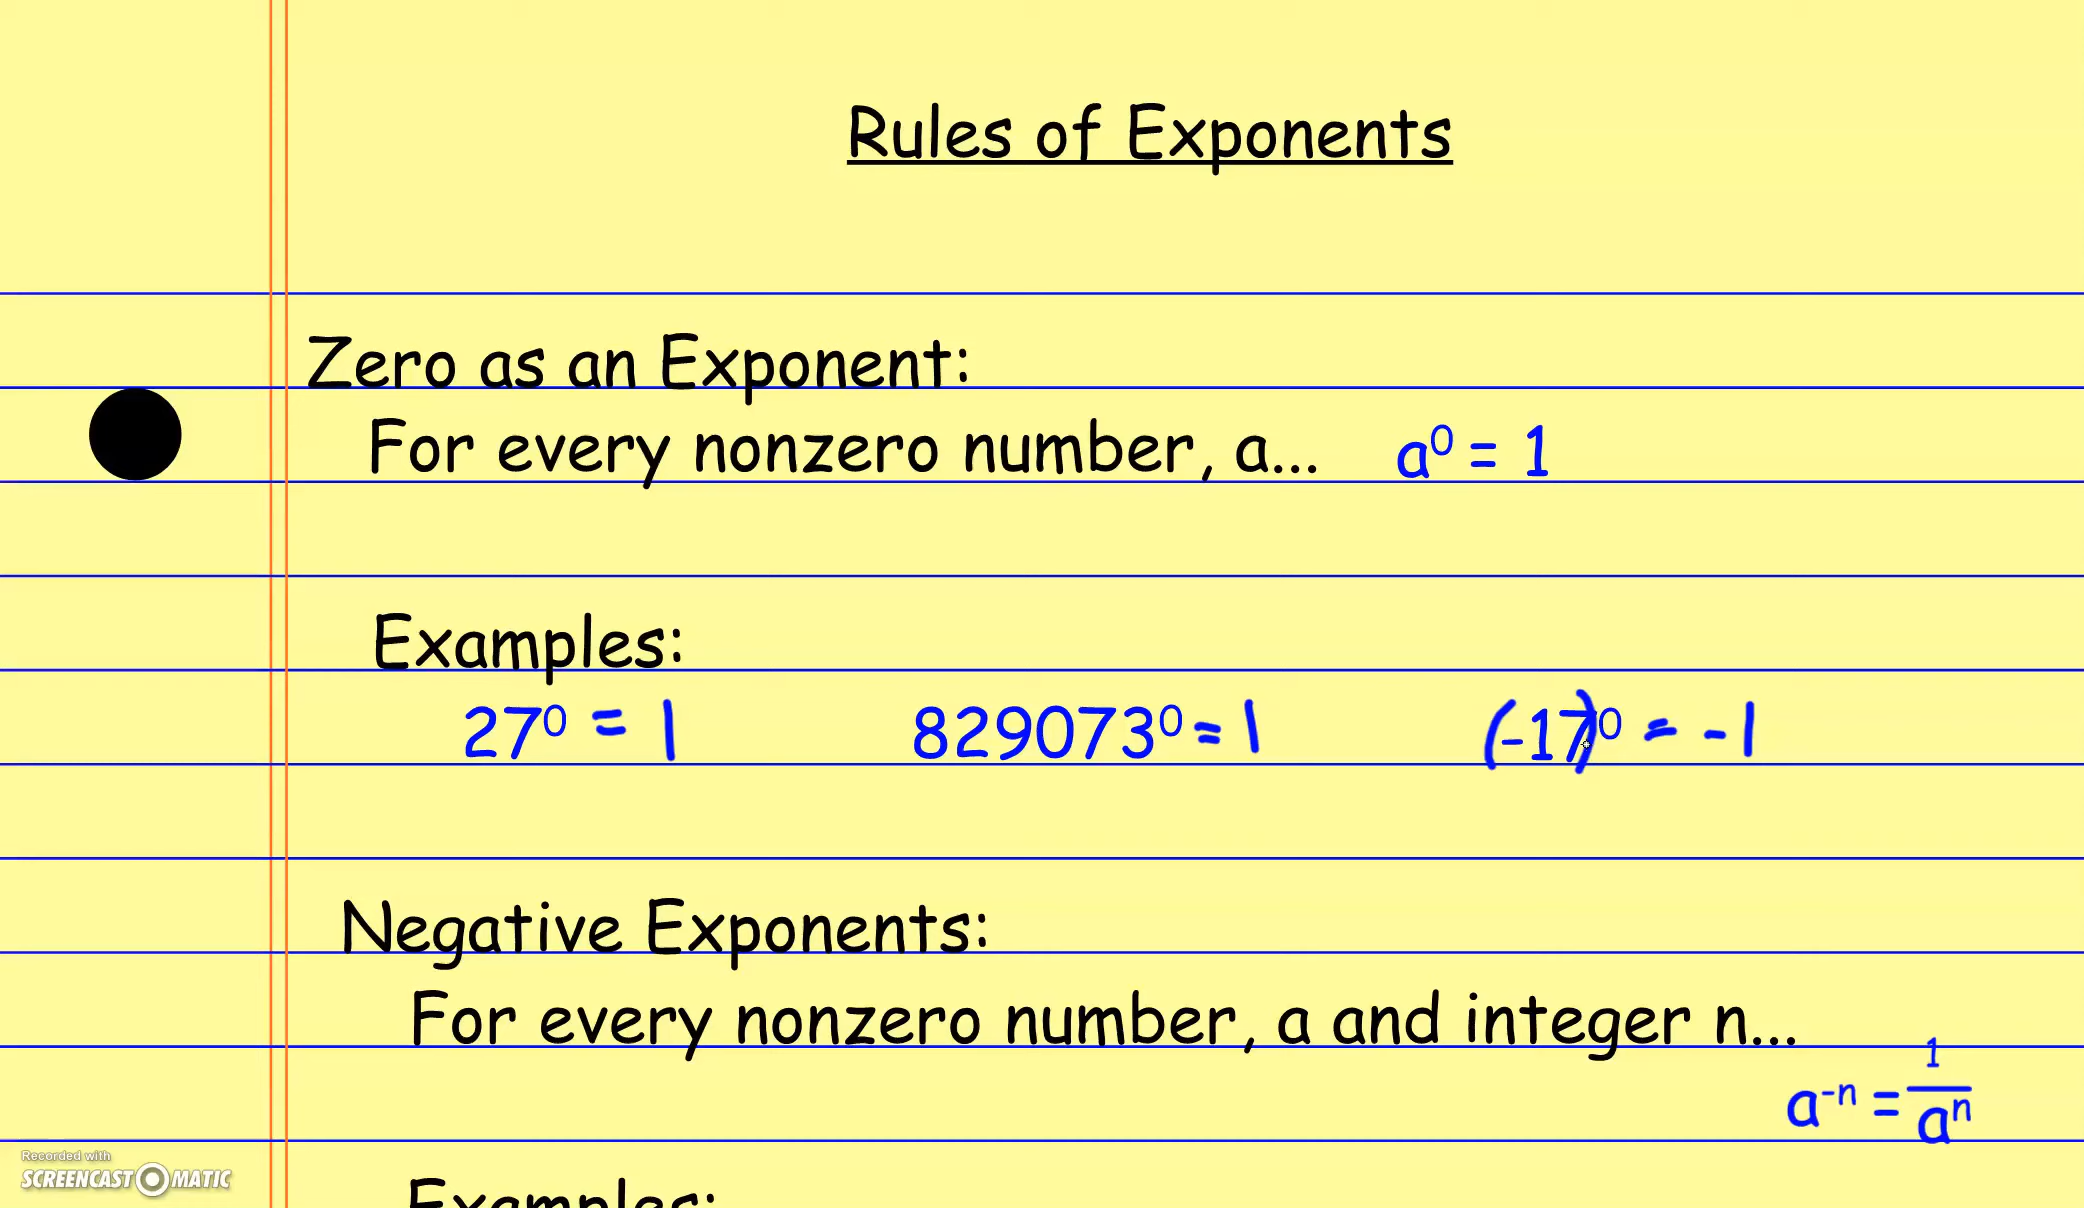 Rules of Exponents
Zero as an Exponent:
For every nonzero number, a... a⁰ = 1
Examples:
27⁰ = 1 829073⁰ = 1 (-17)⁰ = -1
Negative Exponents:
For every nonzero number, a and integer n...
a⁻ⁿ = 1/aⁿ
Examples:
Recorded with
SCREENCAST-O-MATIC